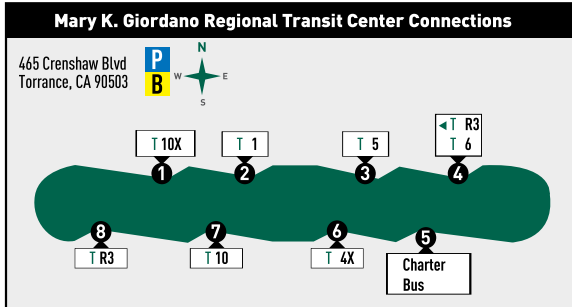 Mary K. Giordano Regional Transit Center Connections
465 Crenshaw Blvd
Torrance, CA 90503
P
B
N
W
E
S
T 10X
T 1
T 5
◄T R3
T 6
1
2
3
4
8
7
6
5
T R3
T 10
T 4X
Charter
Bus